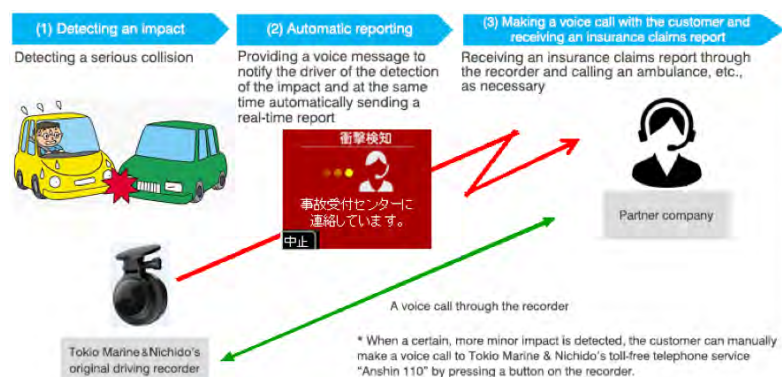 (1) Detecting an impact
(2) Automatic reporting
(3) Making a voice call with the customer and
receiving an insurance claims report
Detecting a serious collision
Providing a voice message to
notify the driver of the detection
of the impact and at the same
time automatically sending a
real-time report
Receiving an insurance claims report through
the recorder and calling an ambulance, etc.,
as necessary
衝撃検知
事故受付センターに
連絡しています。
中止
Partner company
A voice call through the recorder
Tokio Marine & Nichido's
original driving recorder
* When a certain, more minor impact is detected, the customer can manually
make a voice call to Tokio Marine & Nichido's toll-free telephone service
"Anshin 110" by pressing a button on the recorder.